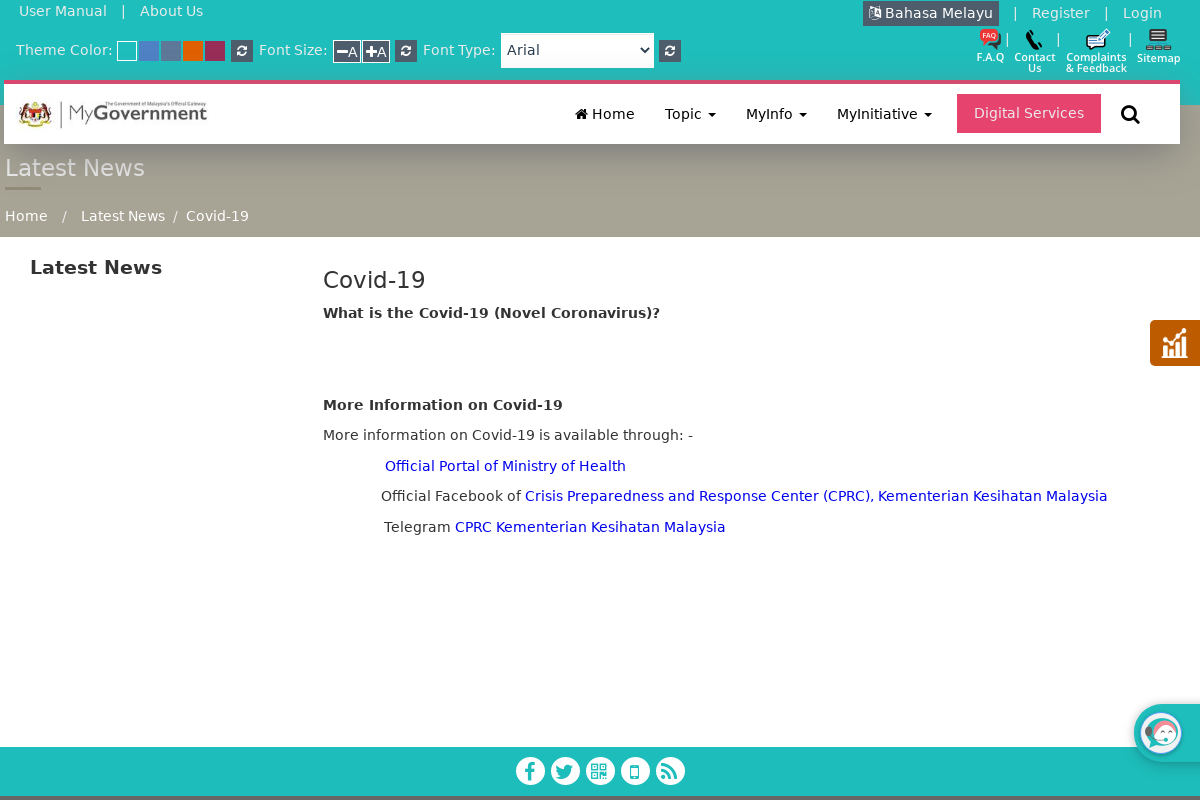 User Manual | About Us
Bahasa Melayu | Register | Login
Theme Color: Font Size: -A +A Font Type: Arial
FAQ
F.A.Q | Contact Us | Complaints & Feedback | Sitemap
The Government of Malaysia's Official Gateway
MyGovernment
Home Topic MyInfo MyInitiative Digital Services
Latest News
Home / Latest News / Covid-19
Latest News
Covid-19
What is the Covid-19 (Novel Coronavirus)?
More Information on Covid-19
More information on Covid-19 is available through: -
Official Portal of Ministry of Health
Official Facebook of Crisis Preparedness and Response Center (CPRC), Kementerian Kesihatan Malaysia
Telegram CPRC Kementerian Kesihatan Malaysia